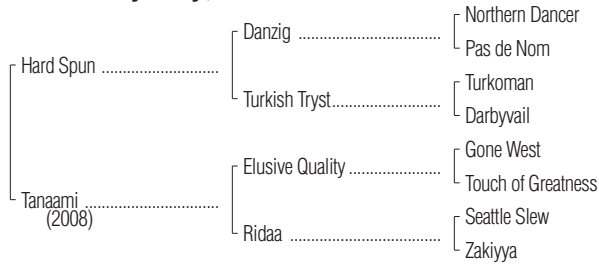 Northern Dancer
Danzig ................................
Pas de Nom
Hard Spun ..........................
Turkoman
Turkish Tryst........................
Darbyvail
Gone West
Elusive Quality ....................
Touch of Greatness
Tanaami ..............................
(2008)
Seattle Slew
Ridaa ..................................
Zakiyya